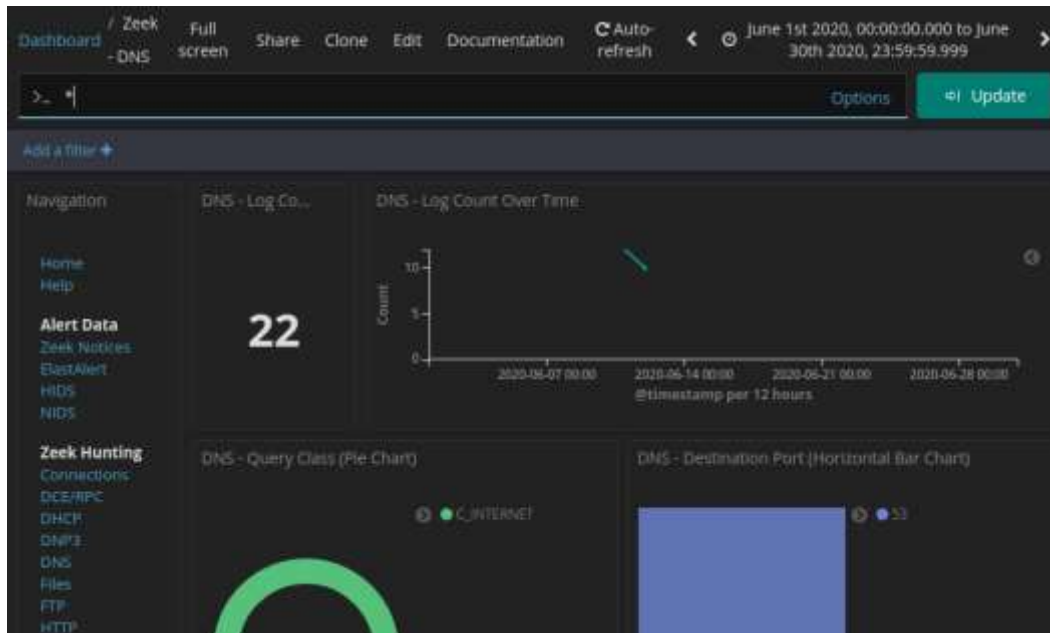 Dashboard / Zeek - DNS
Full screen
Share
Clone
Edit
Documentation
Auto-refresh
June 1st 2020, 00:00:00.000 to June 30th 2020, 23:59:59.999
>_ *
Options
Update
Add a filter +
Navigation
Home
Help
Alert Data
Zeek Notices
ElastAlert
HIDS
NIDS
Zeek Hunting
Connections
DCE/RPC
DHCP
DNP3
DNS
Files
FTP
HTTP
DNS - Log Co...
22
DNS - Log Count Over Time
Count
10
5
0
2020-06-07 00:00
2020-06-14 00:00
2020-06-21 00:00
2020-06-28 00:00
@timestamp per 12 hours
DNS - Query Class (Pie Chart)
C_INTERNET
DNS - Destination Port (Horizontal Bar Chart)
53